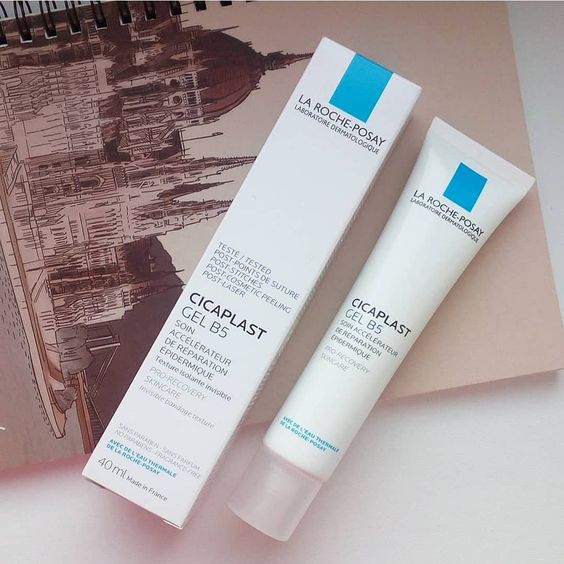 LA ROCHE-POSAY
LABORATOIRE DERMATOLOGIQUE
TESTÉ / TESTED
POST-POINTS DE SUTURE
POST-STITCHES
POST-COSMETIC PEELING
POST-LASER
CICAPLAST
GEL B5
SOIN
ACCÉLÉRATEUR
DE RÉPARATION
ÉPIDERMIQUE
Texture isolante invisible
PRO-RECOVERY
SKINCARE
Invisible bandage texture
SANS PARABEN - SANS PARFUM
NO PARABENS - FRAGRANCE-FREE
AVEC DE L'EAU THERMALE
DE LA ROCHE-POSAY
40 ml Made in France
LA ROCHE-POSAY
LABORATOIRE DERMATOLOGIQUE
CICAPLAST
GEL B5
SOIN ACCÉLÉRATEUR
DE RÉPARATION
ÉPIDERMIQUE
PRO-RECOVERY
SKINCARE
AVEC DE L'EAU THERMALE
DE LA ROCHE-POSAY